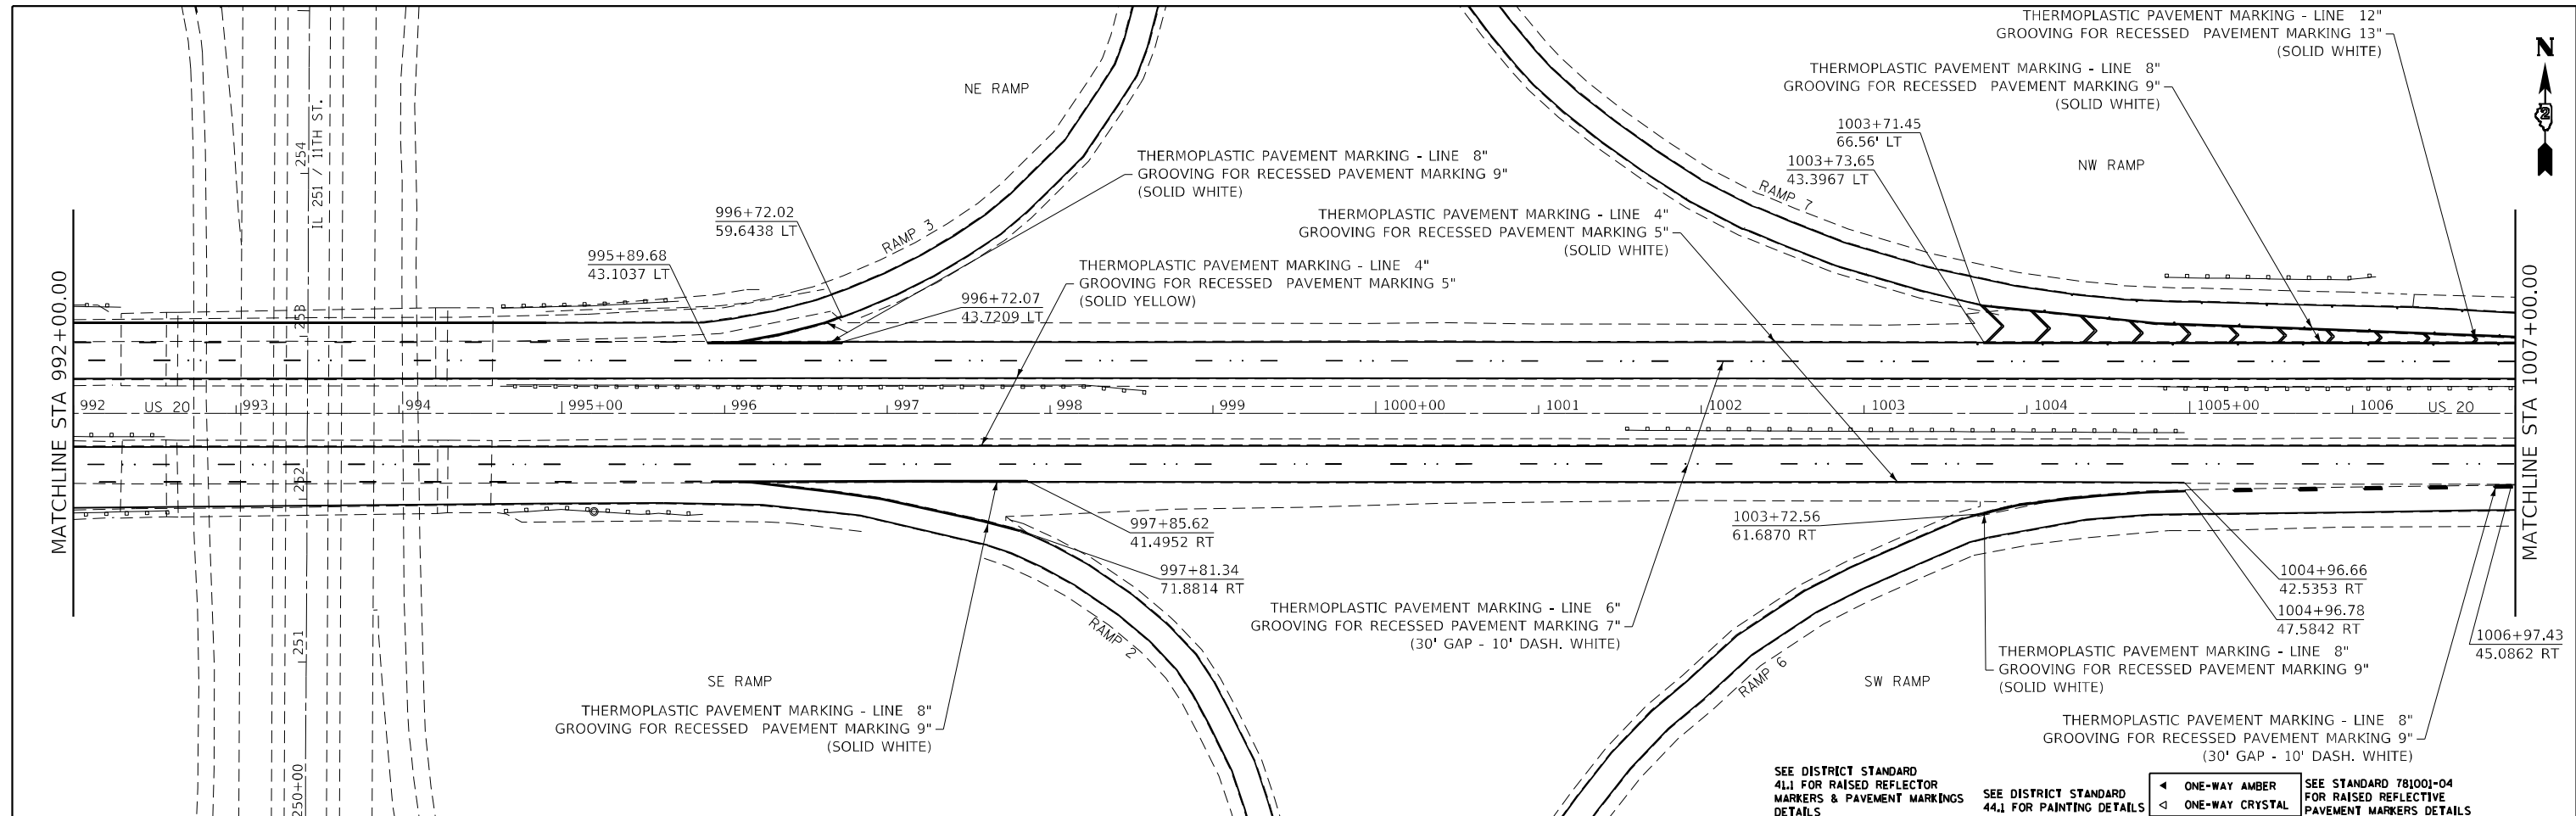 THERMOPLASTIC PAVEMENT MARKING - LINE 12"
GROOVING FOR RECESSED PAVEMENT MARKING 13"
(SOLID WHITE)
N
2
THERMOPLASTIC PAVEMENT MARKING - LINE 8"
GROOVING FOR RECESSED PAVEMENT MARKING 9"
(SOLID WHITE)
NE RAMP
1003+71.45
66.56' LT
1003+73.65
43.3967 LT
NW RAMP
254
IL 251 / 11TH ST.
THERMOPLASTIC PAVEMENT MARKING - LINE 8"
GROOVING FOR RECESSED PAVEMENT MARKING 9"
(SOLID WHITE)
RAMP 7
996+72.02
59.6438 LT
RAMP 3
THERMOPLASTIC PAVEMENT MARKING - LINE 4"
GROOVING FOR RECESSED PAVEMENT MARKING 5"
(SOLID WHITE)
995+89.68
43.1037 LT
THERMOPLASTIC PAVEMENT MARKING - LINE 4"
GROOVING FOR RECESSED PAVEMENT MARKING 5"
(SOLID YELLOW)
996+72.07
43.7209 LT
MATCHLINE STA 992+00.00
MATCHLINE STA 1007+00.00
992 US 20 993 994 995+00 996 997 998 999 1000+00 1001 1002 1003 1004 1005+00 1006 US 20
252
997+85.62
41.4952 RT
1003+72.56
61.6870 RT
997+81.34
71.8814 RT
1004+96.66
42.5353 RT
1004+96.78
47.5842 RT
1006+97.43
45.0862 RT
THERMOPLASTIC PAVEMENT MARKING - LINE 6"
GROOVING FOR RECESSED PAVEMENT MARKING 7"
(30' GAP - 10' DASH. WHITE)
RAMP 2
251
THERMOPLASTIC PAVEMENT MARKING - LINE 8"
GROOVING FOR RECESSED PAVEMENT MARKING 9"
(SOLID WHITE)
SE RAMP
RAMP 6
SW RAMP
THERMOPLASTIC PAVEMENT MARKING - LINE 8"
GROOVING FOR RECESSED PAVEMENT MARKING 9"
(SOLID WHITE)
THERMOPLASTIC PAVEMENT MARKING - LINE 8"
GROOVING FOR RECESSED PAVEMENT MARKING 9"
(30' GAP - 10' DASH. WHITE)
250+00
SEE DISTRICT STANDARD
41.1 FOR RAISED REFLECTOR
MARKERS & PAVEMENT MARKINGS
DETAILS
SEE DISTRICT STANDARD
44.1 FOR PAINTING DETAILS
ONE-WAY AMBER
ONE-WAY CRYSTAL
SEE STANDARD 781001-04
FOR RAISED REFLECTIVE
PAVEMENT MARKERS DETAILS